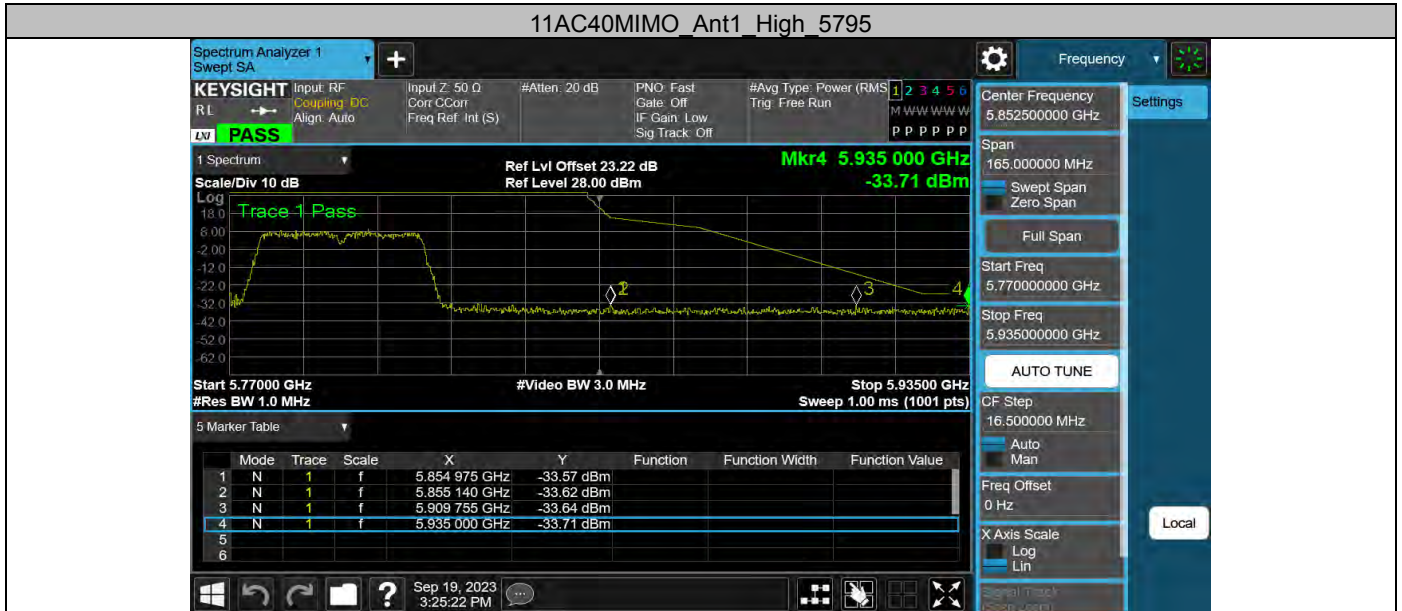 11AC40MIMO_Ant1_High_5795
Spectrum Analyzer 1
Swept SA
+
Frequency
KEYSIGHT
RL
LXI PASS
Input: RF
Coupling: DC
Align: Auto
Input Z: 50 Ω
Corr CCorr
Freq Ref: Int (S)
#Atten: 20 dB
PNO: Fast
Gate: Off
IF Gain: Low
Sig Track: Off
#Avg Type: Power (RMS
Trig: Free Run
1 2 3 4 5 6
M W W W W W
P P P P P P
1 Spectrum
Scale/Div 10 dB
Ref Lvl Offset 23.22 dB
Ref Level 28.00 dBm
Mkr4 5.935 000 GHz
-33.71 dBm
Log
Trace 1 Pass
18.0
8.00
-2.00
-12.0
-22.0
-32.0
-42.0
-52.0
-62.0
2
3
4
Start 5.77000 GHz
#Res BW 1.0 MHz
#Video BW 3.0 MHz
Stop 5.93500 GHz
Sweep 1.00 ms (1001 pts)
5 Marker Table
Mode Trace Scale X Y Function Function Width Function Value
1 N 1 f 5.854 975 GHz -33.57 dBm
2 N 1 f 5.855 140 GHz -33.62 dBm
3 N 1 f 5.909 755 GHz -33.64 dBm
4 N 1 f 5.935 000 GHz -33.71 dBm
5
6
?
Sep 19, 2023
3:25:22 PM
Center Frequency
5.852500000 GHz
Settings
Span
165.000000 MHz
Swept Span
Zero Span
Full Span
Start Freq
5.770000000 GHz
Stop Freq
5.935000000 GHz
AUTO TUNE
CF Step
16.500000 MHz
Auto
Man
Freq Offset
0 Hz
Local
X Axis Scale
Log
Lin
Signal Track
(Span Zoom)